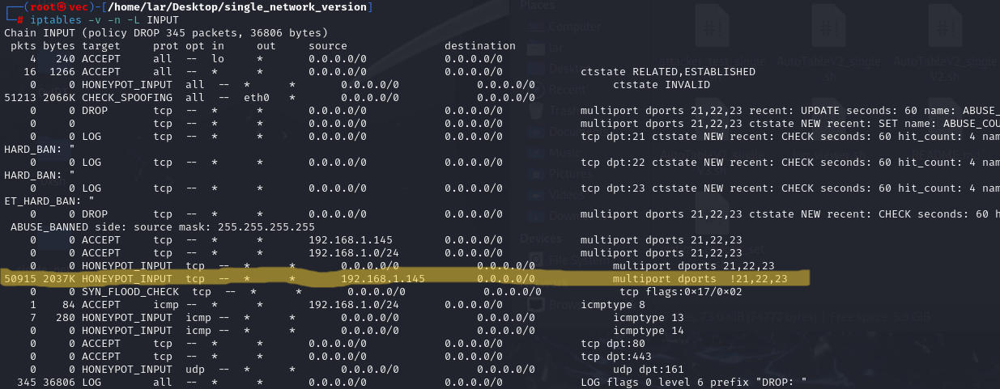 ┌──(root㉿vec)-[/home/lar/Desktop/single_network_version]
└─# iptables -v -n -L INPUT
Chain INPUT (policy DROP 345 packets, 36806 bytes)
 pkts bytes target     prot opt in     out     source               destination
    4   240 ACCEPT     all  --  lo     *       0.0.0.0/0            0.0.0.0/0
   16  1266 ACCEPT     all  --  *      *       0.0.0.0/0            0.0.0.0/0            ctstate RELATED,ESTABLISHED
    0     0 HONEYPOT_INPUT  all  --  *      *       0.0.0.0/0            0.0.0.0/0            ctstate INVALID
51213 2066K CHECK_SPOOFING  all  --  eth0   *       0.0.0.0/0            0.0.0.0/0
    0     0 DROP       tcp  --  *      *       0.0.0.0/0            0.0.0.0/0            multiport dports 21,22,23 recent: UPDATE seconds: 60 name: ABUSE_
    0     0            tcp  --  *      *       0.0.0.0/0            0.0.0.0/0            multiport dports 21,22,23 ctstate NEW recent: SET name: ABUSE_COU
    0     0 LOG        tcp  --  *      *       0.0.0.0/0            0.0.0.0/0            tcp dpt:21 ctstate NEW recent: CHECK seconds: 60 hit_count: 4 nam
HARD_BAN: "
    0     0 LOG        tcp  --  *      *       0.0.0.0/0            0.0.0.0/0            tcp dpt:22 ctstate NEW recent: CHECK seconds: 60 hit_count: 4 nam
HARD_BAN: "
    0     0 LOG        tcp  --  *      *       0.0.0.0/0            0.0.0.0/0            tcp dpt:23 ctstate NEW recent: CHECK seconds: 60 hit_count: 4 nam
ET_HARD_BAN: "
    0     0 DROP       tcp  --  *      *       0.0.0.0/0            0.0.0.0/0            multiport dports 21,22,23 ctstate NEW recent: CHECK seconds: 60 h
 ABUSE_BANNED side: source mask: 255.255.255.255
    0     0 ACCEPT     tcp  --  *      *       192.168.1.145        0.0.0.0/0            multiport dports 21,22,23
    0     0 ACCEPT     tcp  --  *      *       192.168.1.0/24       0.0.0.0/0            multiport dports 21,22,23
    0     0 HONEYPOT_INPUT  tcp  --  *      *       0.0.0.0/0            0.0.0.0/0            multiport dports 21,22,23
50915 2037K HONEYPOT_INPUT  tcp  --  *      *       192.168.1.145        0.0.0.0/0            multiport dports  !21,22,23
    0     0 SYN_FLOOD_CHECK  tcp  --  *      *       0.0.0.0/0            0.0.0.0/0            tcp flags:0×17/0×02
    1    84 ACCEPT     icmp --  *      *       192.168.1.0/24       0.0.0.0/0            icmptype 8
    7   280 HONEYPOT_INPUT  icmp --  *      *       0.0.0.0/0            0.0.0.0/0            icmptype 13
    0     0 HONEYPOT_INPUT  icmp --  *      *       0.0.0.0/0            0.0.0.0/0            icmptype 14
    0     0 ACCEPT     tcp  --  *      *       0.0.0.0/0            0.0.0.0/0            tcp dpt:80
    0     0 ACCEPT     tcp  --  *      *       0.0.0.0/0            0.0.0.0/0            tcp dpt:443
    0     0 HONEYPOT_INPUT  udp  --  *      *       0.0.0.0/0            0.0.0.0/0            udp dpt:161
  345 36806 LOG        all  --  *      *       0.0.0.0/0            0.0.0.0/0            LOG flags 0 level 6 prefix "DROP: "
Places
Computer
lar
Recent
Music
Pictures
Videos
Devices